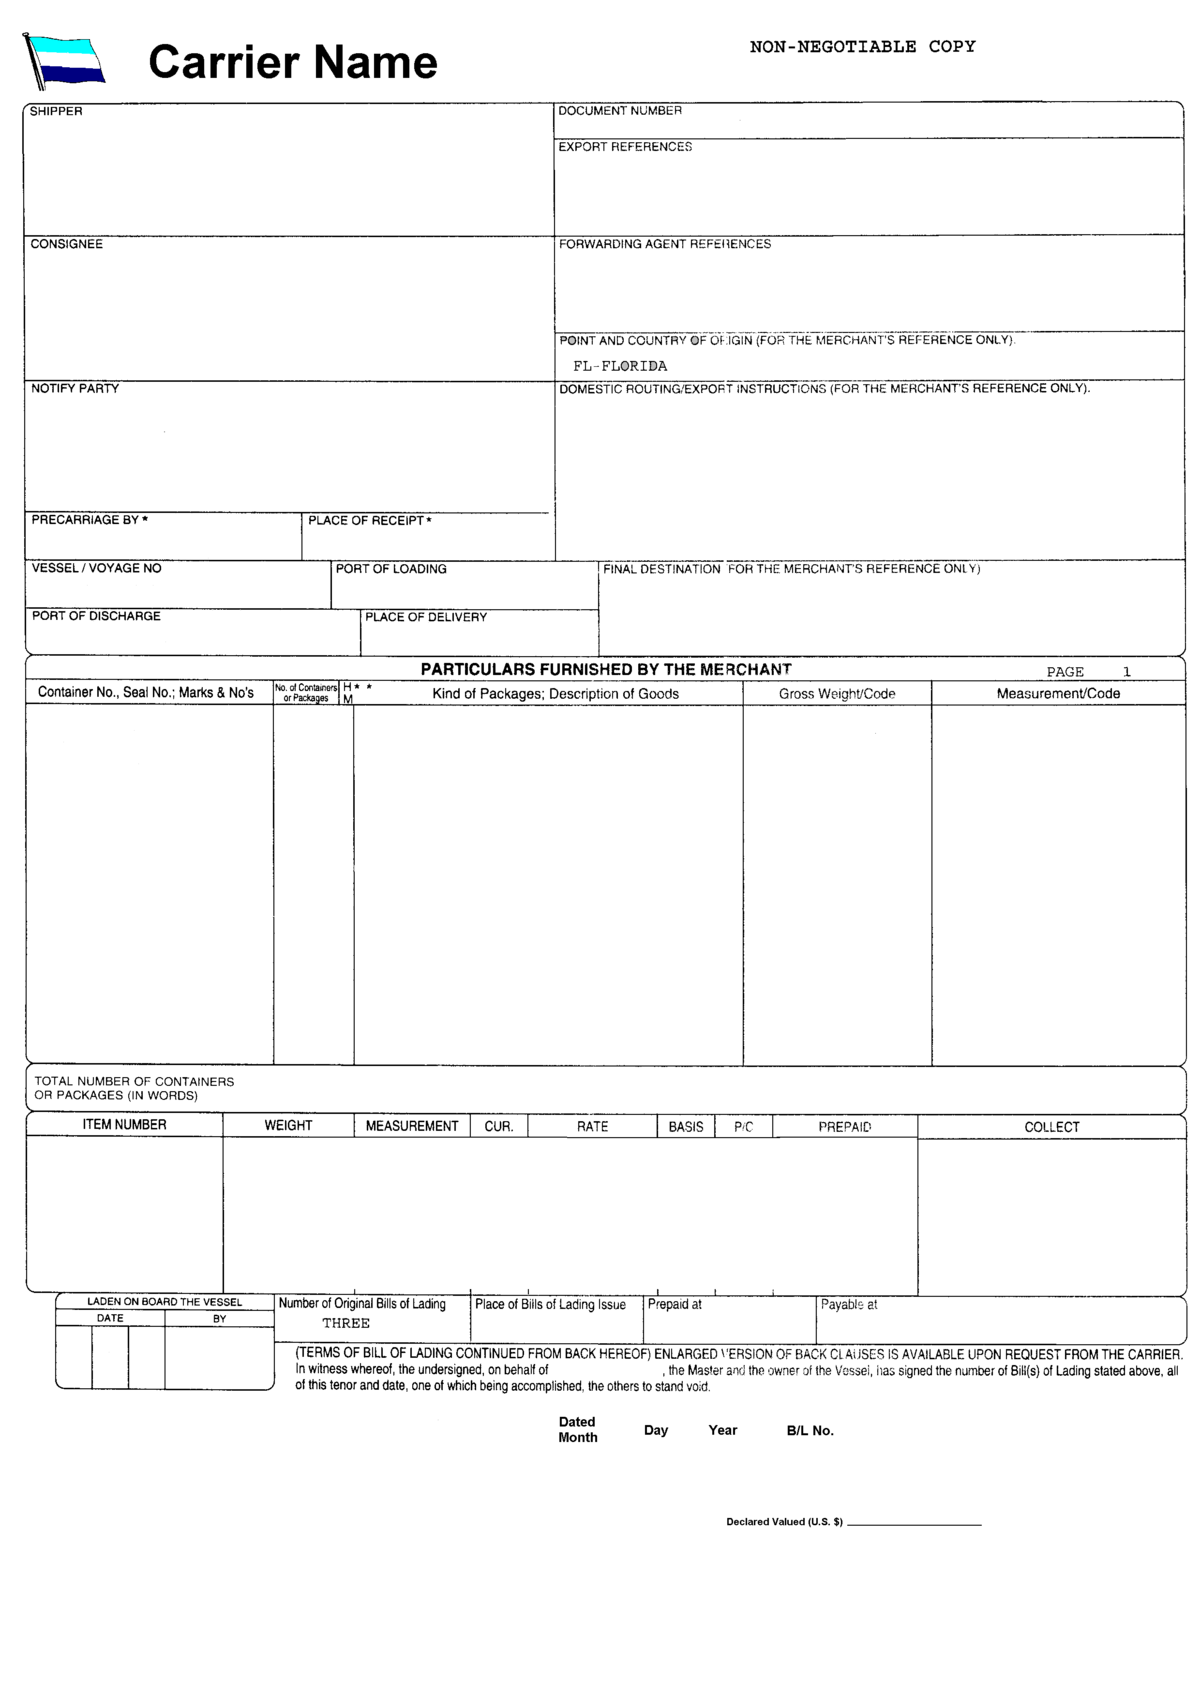 Carrier Name
NON-NEGOTIABLE COPY
SHIPPER
DOCUMENT NUMBER
EXPORT REFERENCES
CONSIGNEE
FORWARDING AGENT REFERENCES
POINT AND COUNTRY OF ORIGIN (FOR THE MERCHANT'S REFERENCE ONLY).
FL-FLORIDA
NOTIFY PARTY
DOMESTIC ROUTING/EXPORT INSTRUCTIONS (FOR THE MERCHANT'S REFERENCE ONLY).
PRECARRIAGE BY *
PLACE OF RECEIPT *
VESSEL / VOYAGE NO
PORT OF LOADING
FINAL DESTINATION FOR THE MERCHANT'S REFERENCE ONLY)
PORT OF DISCHARGE
PLACE OF DELIVERY
PARTICULARS FURNISHED BY THE MERCHANT
PAGE 1
Container No., Seal No.; Marks & No's
No. of Containers
or Packages
H * *
M
Kind of Packages; Description of Goods
Gross Weight/Code
Measurement/Code
TOTAL NUMBER OF CONTAINERS
OR PACKAGES (IN WORDS)
ITEM NUMBER
WEIGHT
MEASUREMENT
CUR.
RATE
BASIS
P/C
PREPAID
COLLECT
LADEN ON BOARD THE VESSEL
DATE
BY
Number of Original Bills of Lading
THREE
Place of Bills of Lading Issue
Prepaid at
Payable at
(TERMS OF BILL OF LADING CONTINUED FROM BACK HEREOF) ENLARGED VERSION OF BACK CLAUSES IS AVAILABLE UPON REQUEST FROM THE CARRIER.
In witness whereof, the undersigned, on behalf of , the Master and the owner of the Vessel, has signed the number of Bill(s) of Lading stated above, all
of this tenor and date, one of which being accomplished, the others to stand void.
Dated
Month
Day
Year
B/L No.
Declared Valued (U.S. $)